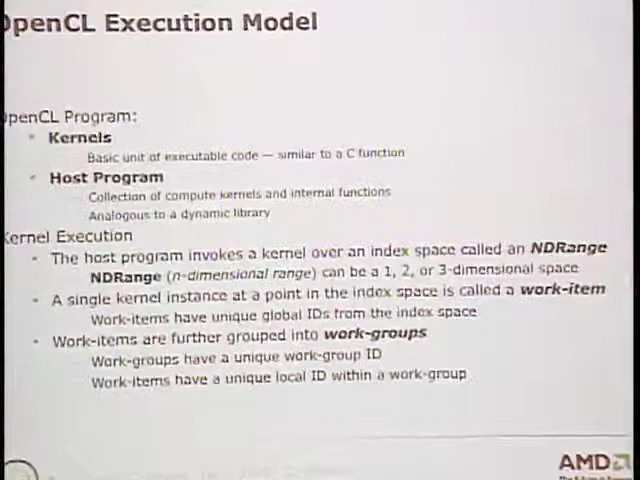 OpenCL Execution Model
OpenCL Program:
Kernels
Basic unit of executable code — similar to a C function
Host Program
Collection of compute kernels and internal functions
Analogous to a dynamic library
Kernel Execution
The host program invokes a kernel over an index space called an NDRange
NDRange (n-dimensional range) can be a 1, 2, or 3-dimensional space
A single kernel instance at a point in the index space is called a work-item
Work-items have unique global IDs from the index space
Work-items are further grouped into work-groups
Work-groups have a unique work-group ID
Work-items have a unique local ID within a work-group
AMD